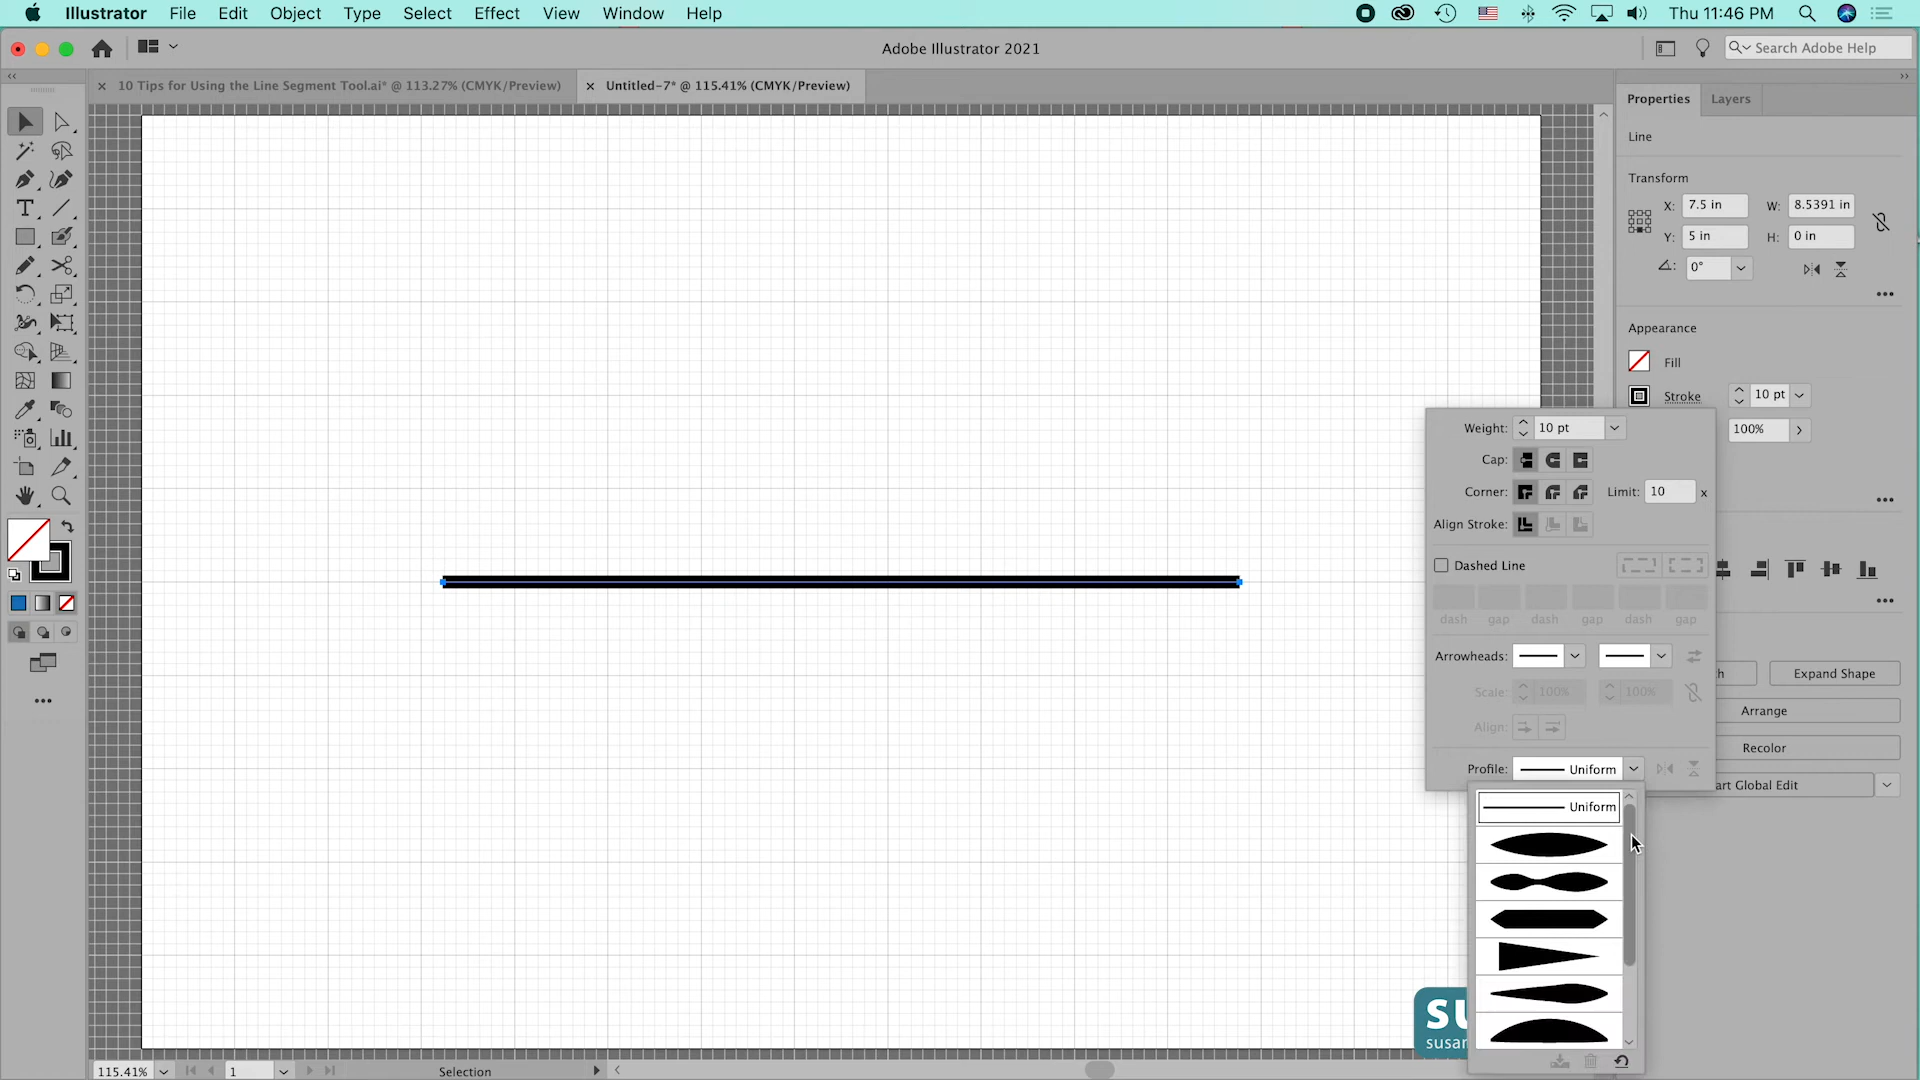 Illustrator File Edit Object Type Select Effect View Window Help Thu 11:46 PM
Adobe Illustrator 2021
Search Adobe Help
10 Tips for Using the Line Segment Tool.ai* @ 113.27% (CMYK/Preview)
Untitled-7* @ 115.41% (CMYK/Preview)
Properties Layers
Line
Transform
X: 7.5 in W: 8.5391 in
Y: 5 in H: 0 in
0°
Appearance
Fill
Stroke 10 pt
100%
Weight: 10 pt
Cap:
Corner: Limit: 10 x
Align Stroke:
Dashed Line
dash gap dash gap dash gap
Arrowheads:
Scale: 100% 100%
Align:
Profile: Uniform
Uniform
Expand Shape
Arrange
Recolor
art Global Edit
su
susan
115.41% 1 Selection